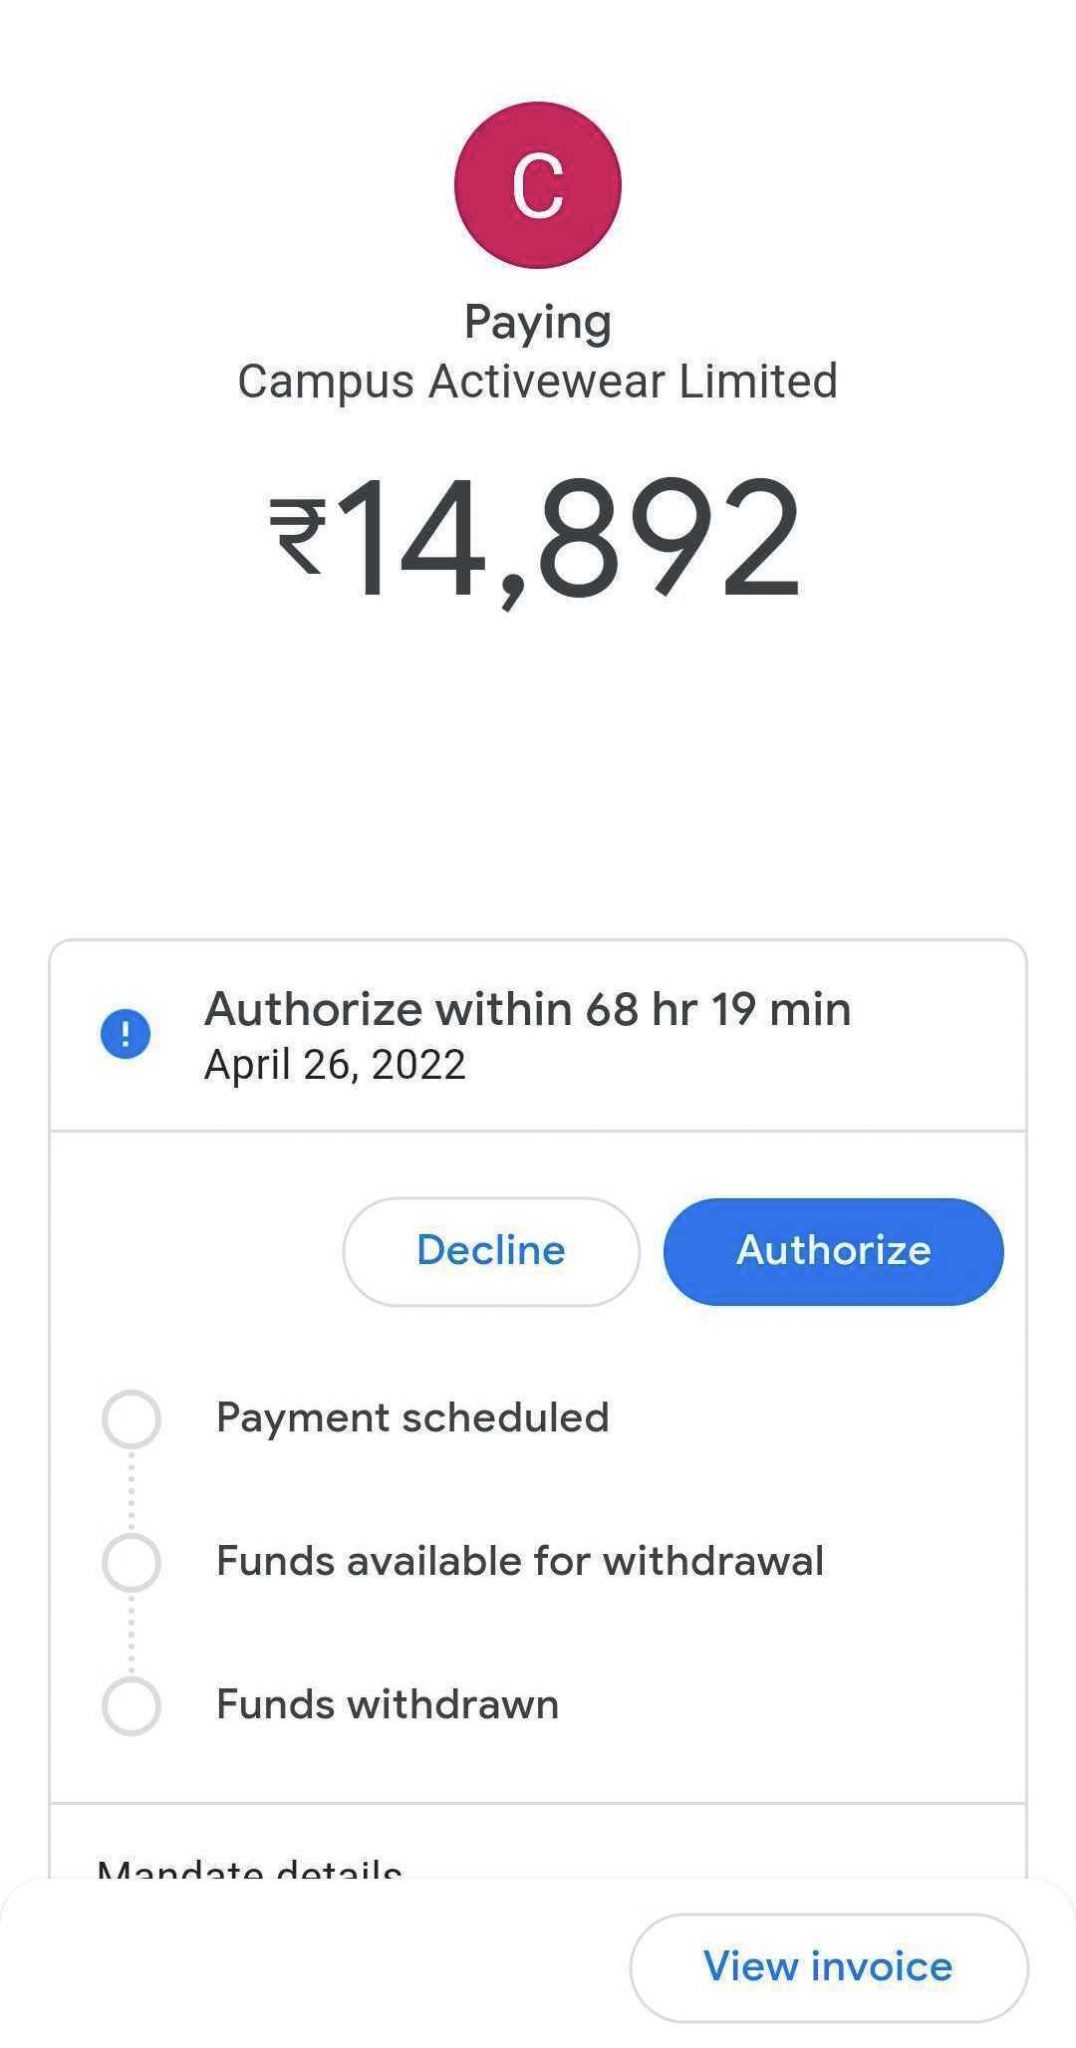 C
Paying
Campus Activewear Limited
₹14,892
Authorize within 68 hr 19 min
April 26, 2022
Decline
Authorize
Payment scheduled
Funds available for withdrawal
Funds withdrawn
Mandate details
View invoice